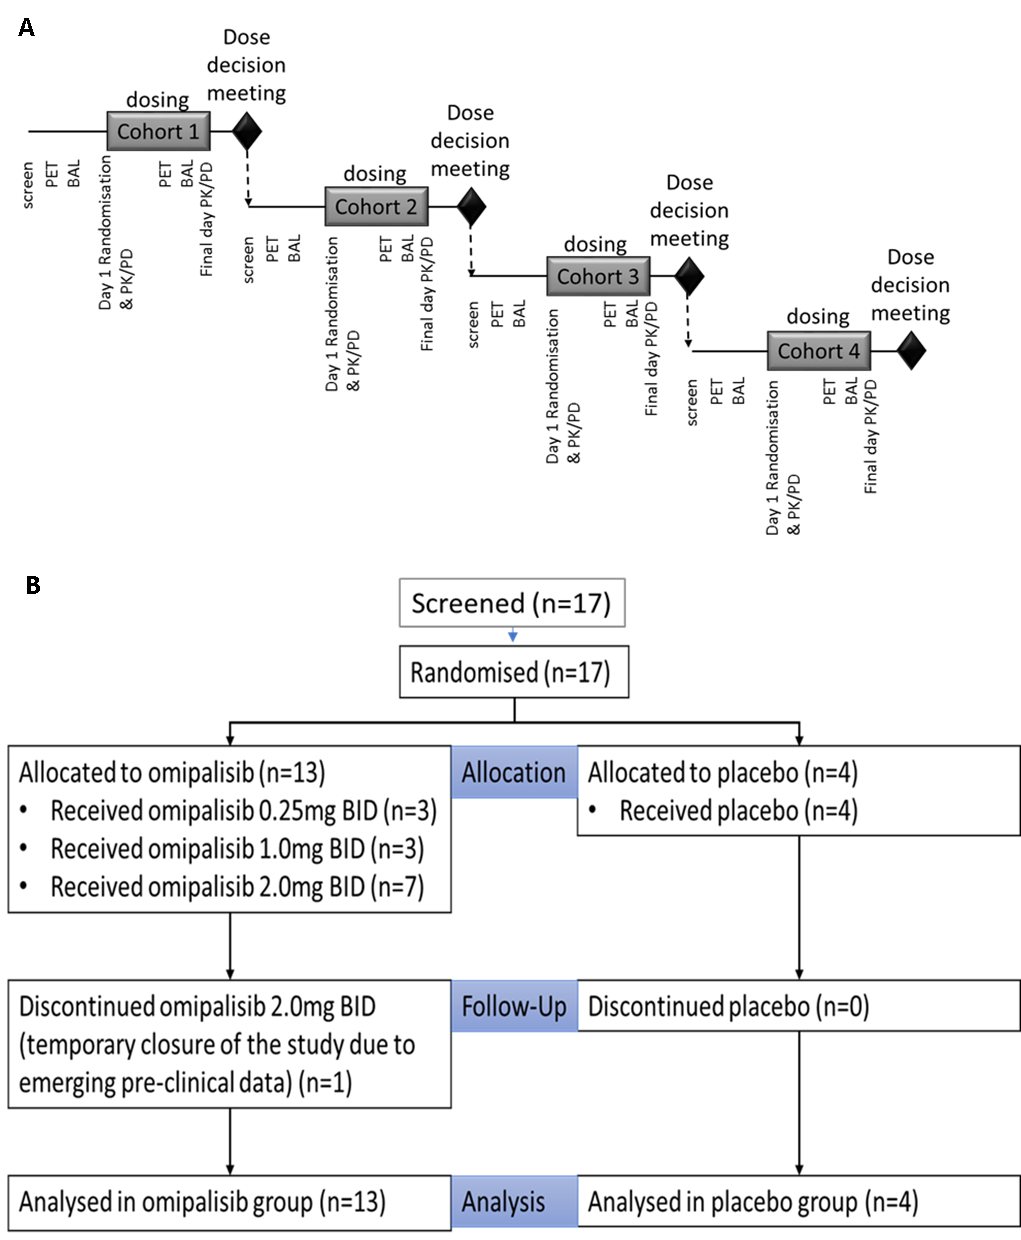 A
Dose
decision
meeting
dosing
Cohort 1
screen
PET
BAL
Day 1 Randomisation
& PK/PD
PET
BAL
Final day PK/PD
Dose
decision
meeting
dosing
Cohort 2
screen
PET
BAL
Day 1 Randomisation
& PK/PD
PET
BAL
Final day PK/PD
Dose
decision
meeting
dosing
Cohort 3
screen
PET
BAL
Day 1 Randomisation
& PK/PD
PET
BAL
Final day PK/PD
Dose
decision
meeting
dosing
Cohort 4
screen
PET
BAL
Day 1 Randomisation
& PK/PD
PET
BAL
Final day PK/PD
B
Screened (n=17)
Randomised (n=17)
Allocated to omipalisib (n=13)
• Received omipalisib 0.25mg BID (n=3)
• Received omipalisib 1.0mg BID (n=3)
• Received omipalisib 2.0mg BID (n=7)
Allocation
Allocated to placebo (n=4)
• Received placebo (n=4)
Discontinued omipalisib 2.0mg BID
(temporary closure of the study due to
emerging pre-clinical data) (n=1)
Follow-Up
Discontinued placebo (n=0)
Analysed in omipalisib group (n=13)
Analysis
Analysed in placebo group (n=4)